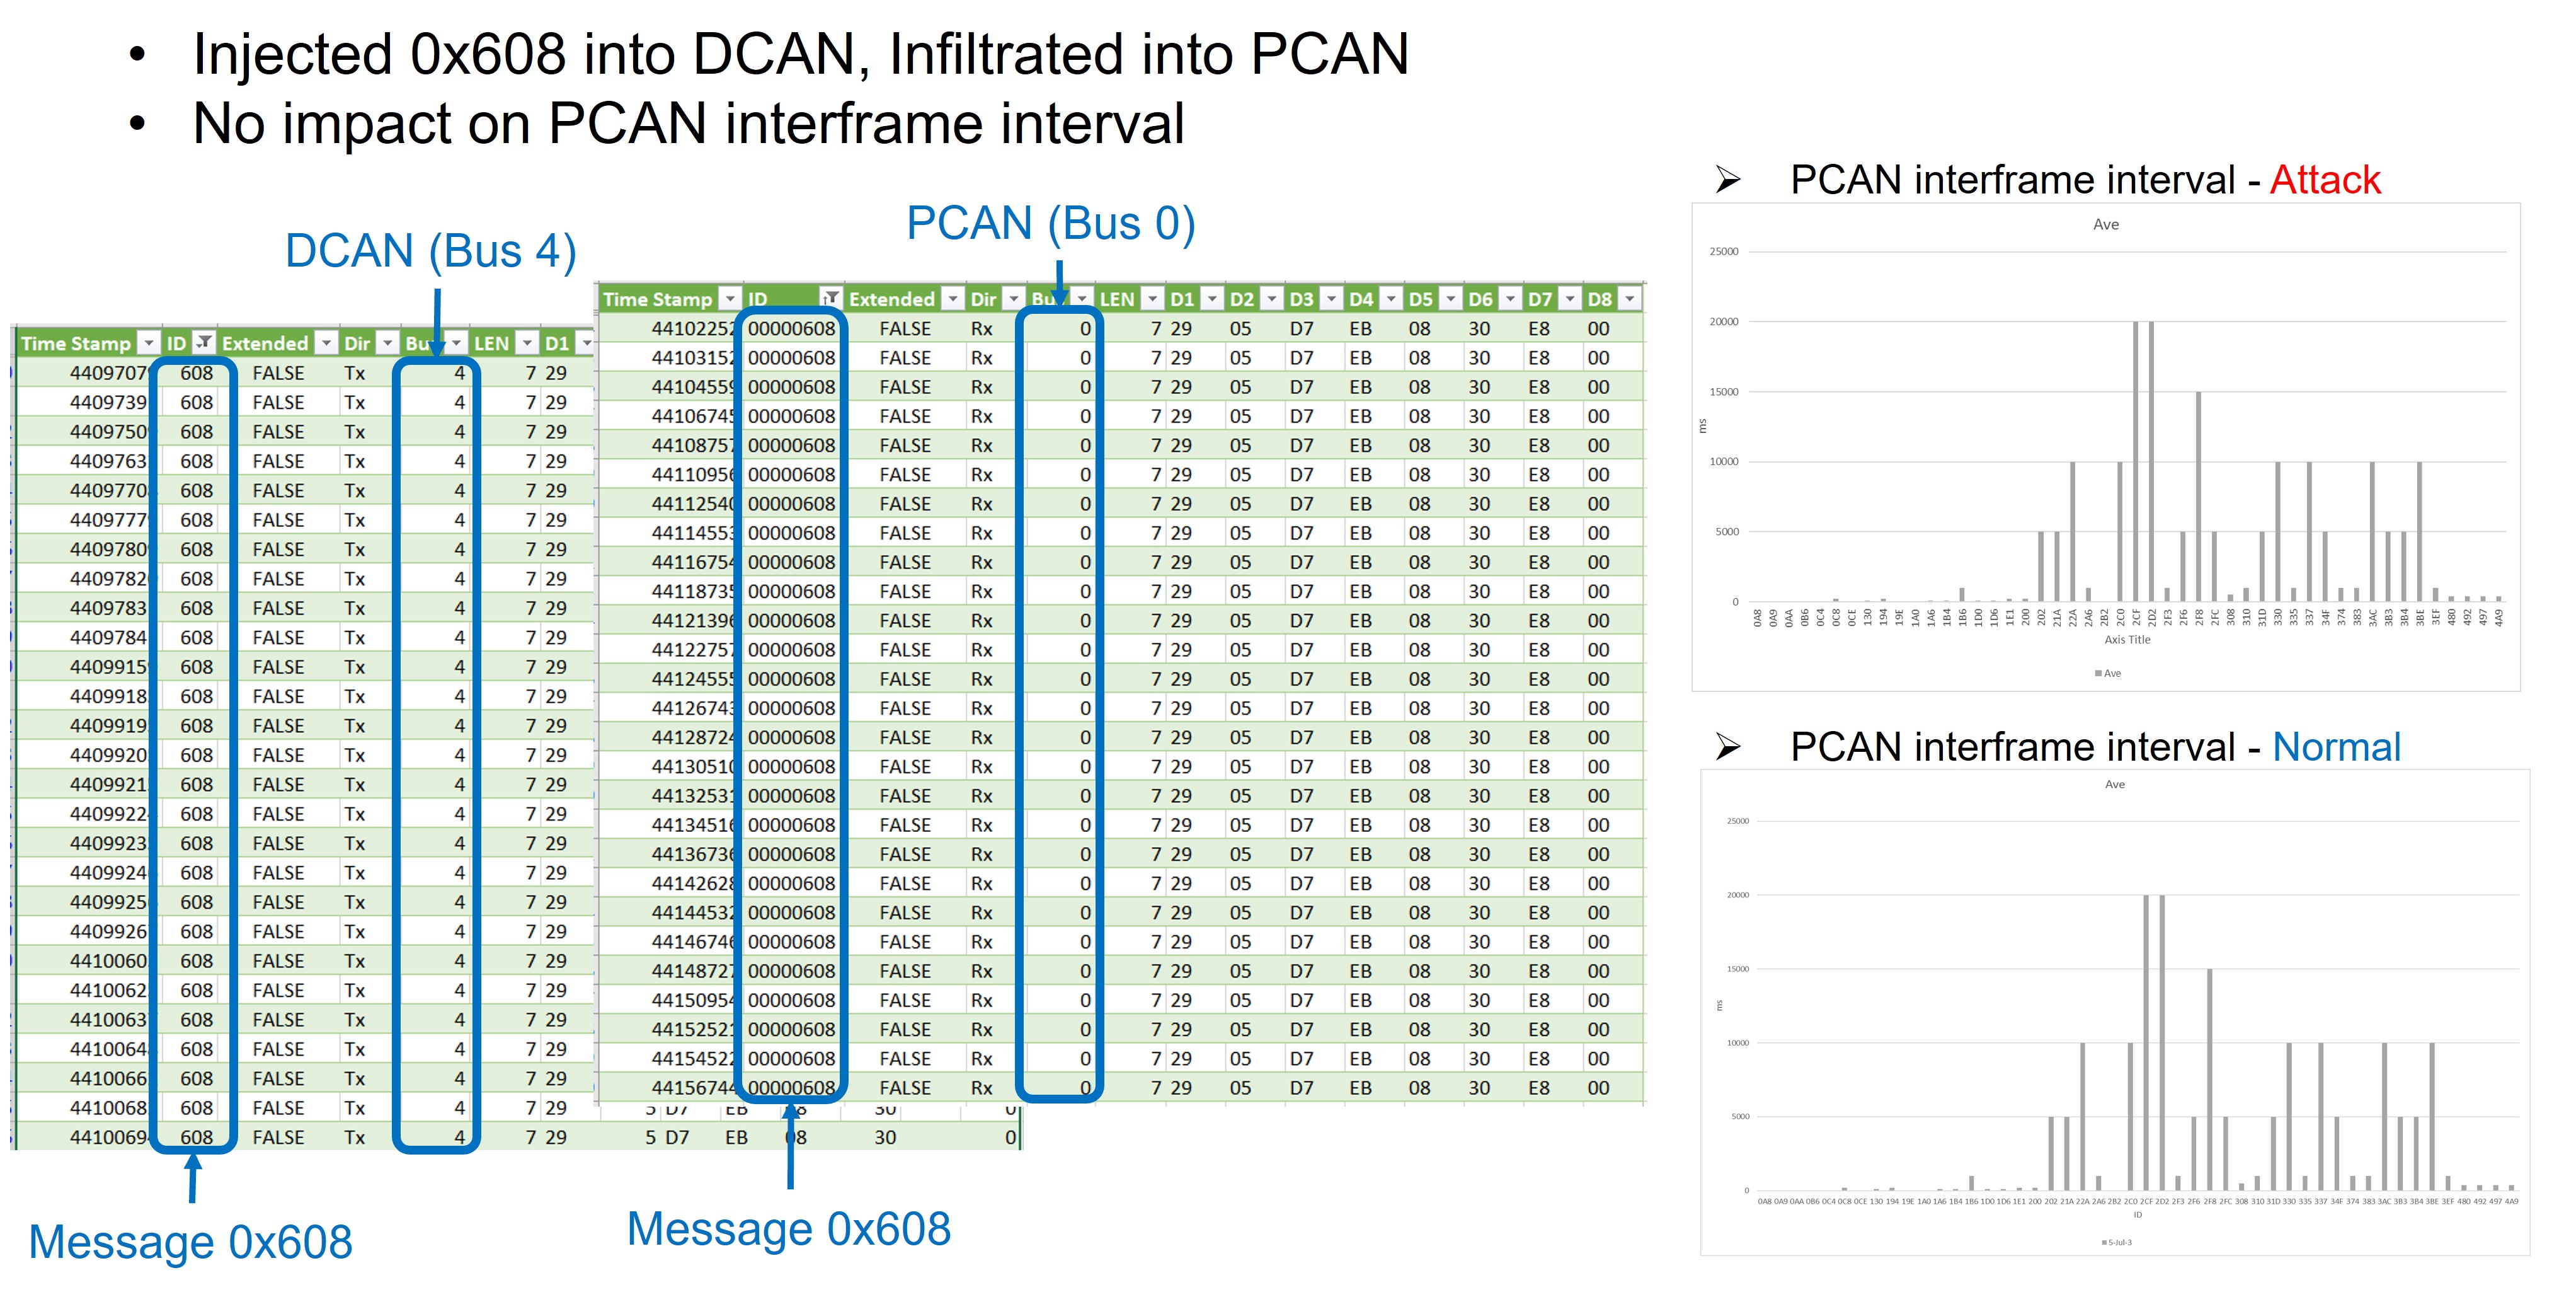 • Injected 0x608 into DCAN, Infiltrated into PCAN
• No impact on PCAN interframe interval
DCAN (Bus 4)
Time Stamp ID Extended Dir Bu LEN D1
4409707 608 FALSE Tx 4 7 29
4409739 608 FALSE Tx 4 7 29
4409750 608 FALSE Tx 4 7 29
4409763 608 FALSE Tx 4 7 29
4409770 608 FALSE Tx 4 7 29
4409777 608 FALSE Tx 4 7 29
4409780 608 FALSE Tx 4 7 29
4409782 608 FALSE Tx 4 7 29
4409783 608 FALSE Tx 4 7 29
4409784 608 FALSE Tx 4 7 29
4409915 608 FALSE Tx 4 7 29
4409918 608 FALSE Tx 4 7 29
4409919 608 FALSE Tx 4 7 29
4409920 608 FALSE Tx 4 7 29
4409921 608 FALSE Tx 4 7 29
4409922 608 FALSE Tx 4 7 29
4409923 608 FALSE Tx 4 7 29
4409924 608 FALSE Tx 4 7 29
4409925 608 FALSE Tx 4 7 29
4409926 608 FALSE Tx 4 7 29
4410060 608 FALSE Tx 4 7 29
4410062 608 FALSE Tx 4 7 29
4410063 608 FALSE Tx 4 7 29
4410064 608 FALSE Tx 4 7 29
4410066 608 FALSE Tx 4 7 29
4410068 608 FALSE Tx 4 7 29 5 D7 EB 8 30 0
4410069 608 FALSE Tx 4 7 29 5 D7 EB 08 30 0
Message 0x608
PCAN (Bus 0)
Time Stamp ID Extended Dir Bu LEN D1 D2 D3 D4 D5 D6 D7 D8
44102252 00000608 FALSE Rx 0 7 29 05 D7 EB 08 30 E8 00
44103152 00000608 FALSE Rx 0 7 29 05 D7 EB 08 30 E8 00
44104559 00000608 FALSE Rx 0 7 29 05 D7 EB 08 30 E8 00
44106745 00000608 FALSE Rx 0 7 29 05 D7 EB 08 30 E8 00
44108757 00000608 FALSE Rx 0 7 29 05 D7 EB 08 30 E8 00
44110956 00000608 FALSE Rx 0 7 29 05 D7 EB 08 30 E8 00
44112540 00000608 FALSE Rx 0 7 29 05 D7 EB 08 30 E8 00
44114553 00000608 FALSE Rx 0 7 29 05 D7 EB 08 30 E8 00
44116754 00000608 FALSE Rx 0 7 29 05 D7 EB 08 30 E8 00
44118735 00000608 FALSE Rx 0 7 29 05 D7 EB 08 30 E8 00
44121396 00000608 FALSE Rx 0 7 29 05 D7 EB 08 30 E8 00
44122757 00000608 FALSE Rx 0 7 29 05 D7 EB 08 30 E8 00
44124555 00000608 FALSE Rx 0 7 29 05 D7 EB 08 30 E8 00
44126743 00000608 FALSE Rx 0 7 29 05 D7 EB 08 30 E8 00
44128724 00000608 FALSE Rx 0 7 29 05 D7 EB 08 30 E8 00
44130510 00000608 FALSE Rx 0 7 29 05 D7 EB 08 30 E8 00
44132531 00000608 FALSE Rx 0 7 29 05 D7 EB 08 30 E8 00
44134516 00000608 FALSE Rx 0 7 29 05 D7 EB 08 30 E8 00
44136736 00000608 FALSE Rx 0 7 29 05 D7 EB 08 30 E8 00
44142628 00000608 FALSE Rx 0 7 29 05 D7 EB 08 30 E8 00
44144532 00000608 FALSE Rx 0 7 29 05 D7 EB 08 30 E8 00
44146746 00000608 FALSE Rx 0 7 29 05 D7 EB 08 30 E8 00
44148727 00000608 FALSE Rx 0 7 29 05 D7 EB 08 30 E8 00
44150954 00000608 FALSE Rx 0 7 29 05 D7 EB 08 30 E8 00
44152521 00000608 FALSE Rx 0 7 29 05 D7 EB 08 30 E8 00
44154522 00000608 FALSE Rx 0 7 29 05 D7 EB 08 30 E8 00
44156744 00000608 FALSE Rx 0 7 29 05 D7 EB 08 30 E8 00
Message 0x608
➢ PCAN interframe interval - Attack
Ave
25000
20000
15000
10000
5000
0
ms
0A8 0A9 0AA 0B6 0C4 0C8 0CE 130 194 19E 1A0 1A6 1B4 1B6 1D0 1D6 1E1 200 202 21A 22A 2A6 2B2 2C0 2CF 2D2 2F3 2F6 2F8 2FC 308 310 31D 330 335 337 34F 374 383 3AC 3B3 3B4 3BE 3EF 480 492 497 4A9
Axis Title
Ave
➢ PCAN interframe interval - Normal
Ave
25000
20000
15000
10000
5000
0
ms
0A8 0A9 0AA 0B6 0C4 0C8 0CE 130 194 19E 1A0 1A6 1B4 1B6 1D0 1D6 1E1 200 202 21A 22A 2A6 2B2 2C0 2CF 2D2 2F3 2F6 2F8 2FC 308 310 31D 330 335 337 34F 374 383 3AC 3B3 3B4 3BE 3EF 480 492 497 4A9
ID
5-Jul-3